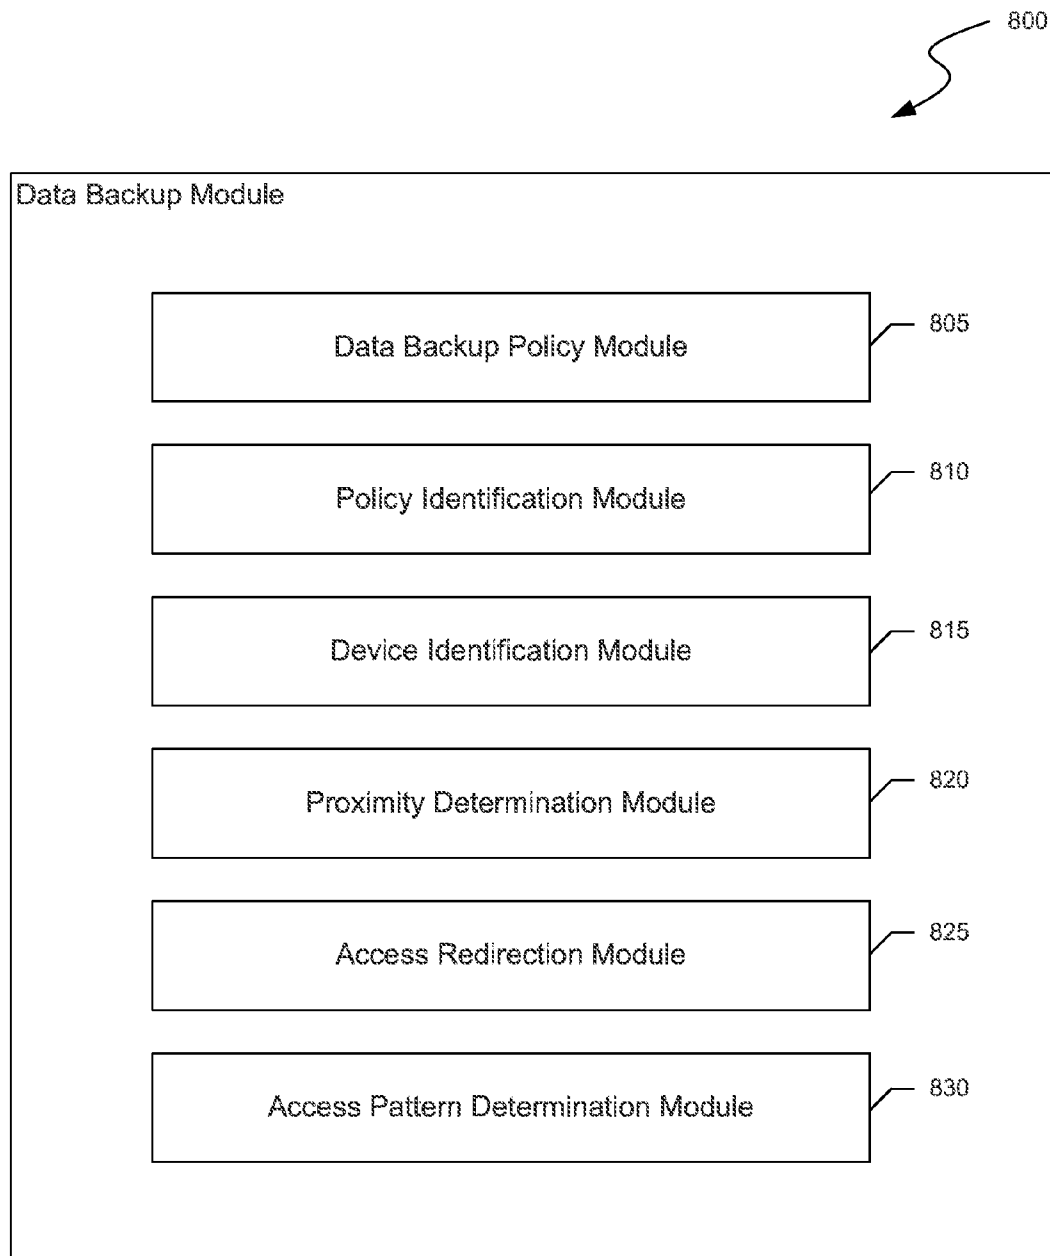 800
Data Backup Module
Data Backup Policy Module
805
Policy Identification Module
810
Device Identification Module
815
Proximity Determination Module
820
Access Redirection Module
825
Access Pattern Determination Module
830